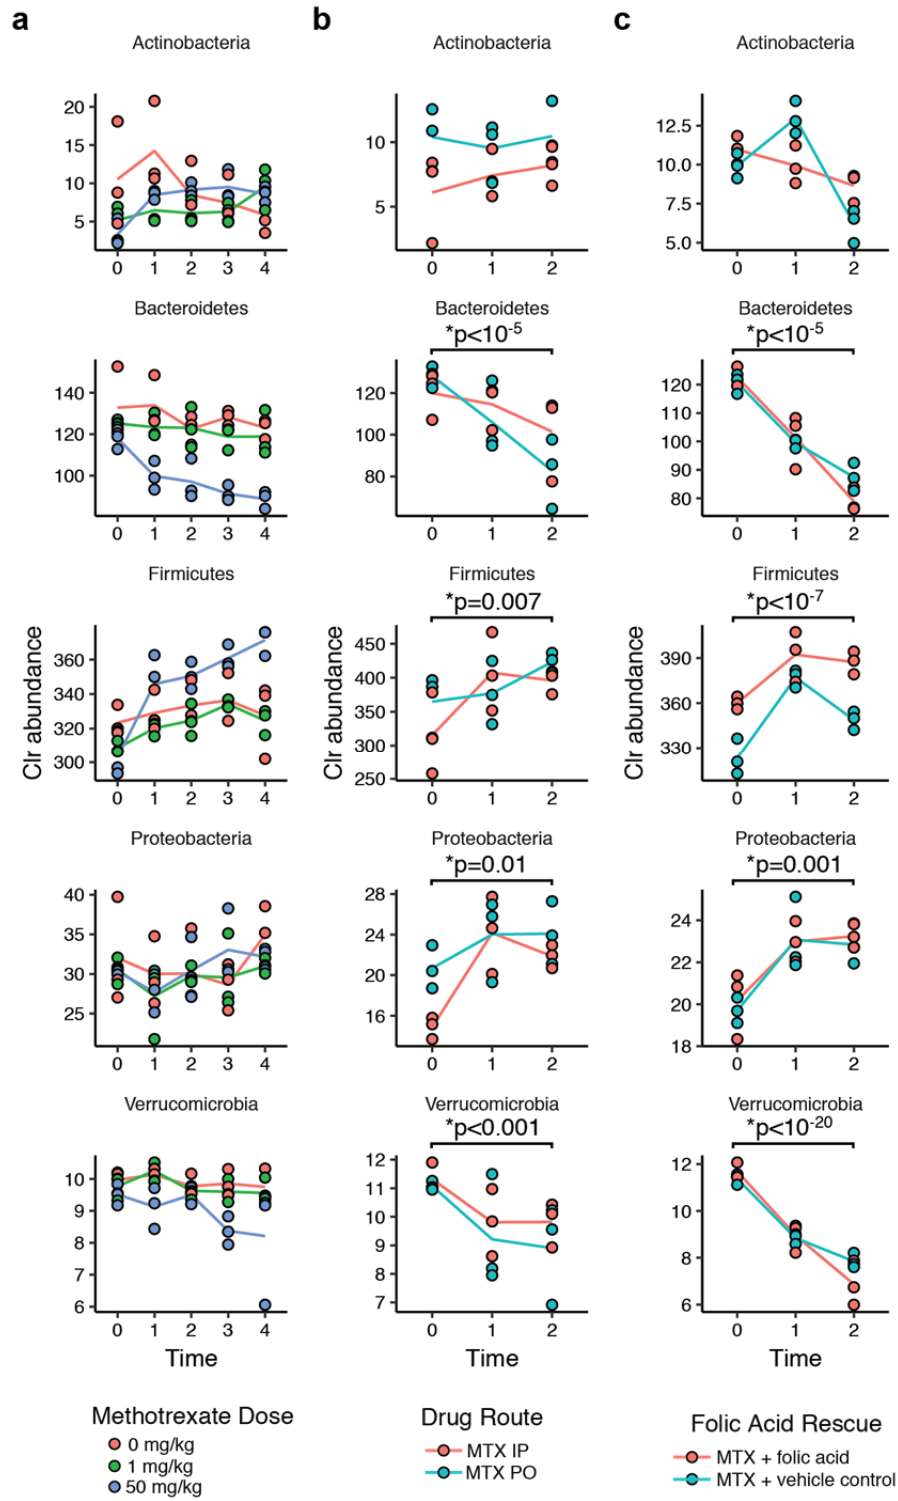 a
b
c
Actinobacteria
Actinobacteria
Actinobacteria
20
15
10
5
0 1 2 3 4
10
5
0 1 2
12.5
10.0
7.5
5.0
0 1 2
Bacteroidetes
Bacteroidetes
*p<10-5
Bacteroidetes
*p<10-5
140
120
100
0 1 2 3 4
120
100
80
0 1 2
120
110
100
90
80
0 1 2
Firmicutes
Firmicutes
*p=0.007
Firmicutes
*p<10-7
Clr abundance
360
340
320
300
0 1 2 3 4
Clr abundance
450
400
350
300
250
0 1 2
Clr abundance
390
360
330
0 1 2
Proteobacteria
Proteobacteria
*p=0.01
Proteobacteria
*p=0.001
40
35
30
25
0 1 2 3 4
28
24
20
16
0 1 2
24
22
20
18
0 1 2
Verrucomicrobia
Verrucomicrobia
*p<0.001
Verrucomicrobia
*p<10-20
10
9
8
7
6
0 1 2 3 4
Time
12
11
10
9
8
7
0 1 2
Time
12
10
8
6
0 1 2
Time
Methotrexate Dose
0 mg/kg
1 mg/kg
50 mg/kg
Drug Route
MTX IP
MTX PO
Folic Acid Rescue
MTX + folic acid
MTX + vehicle control